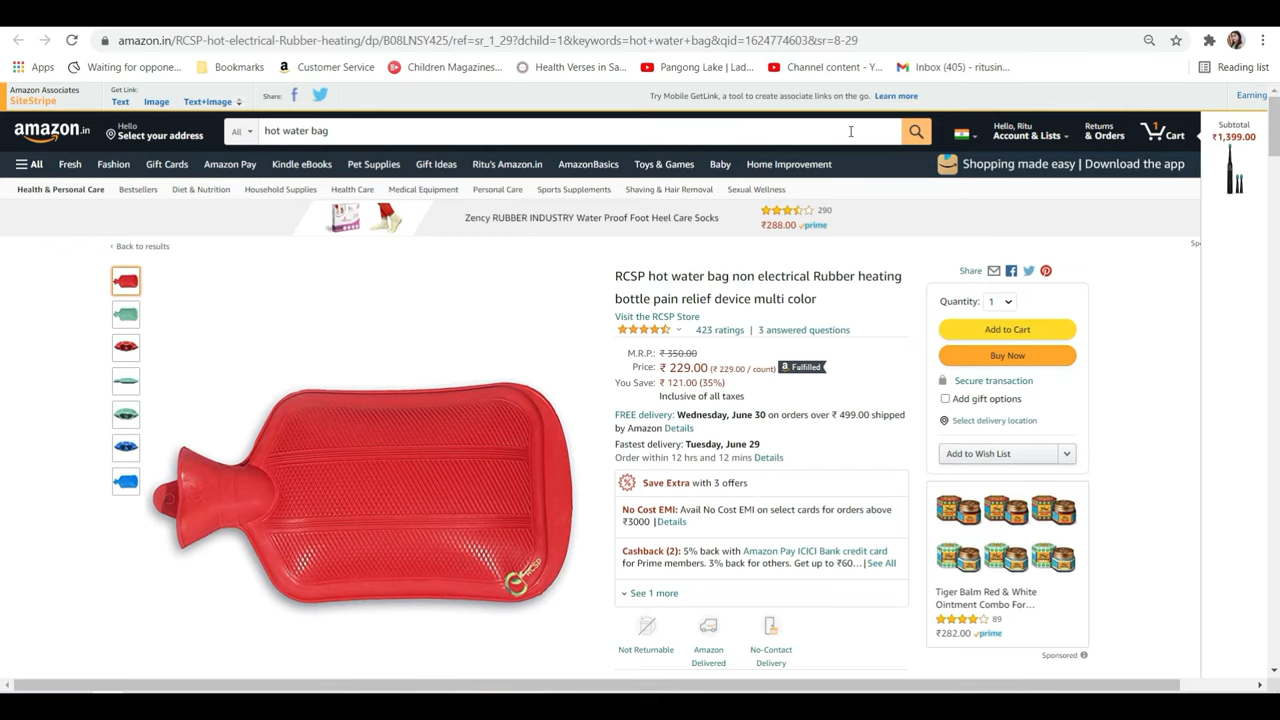 amazon.in/RCSP-hot-electrical-Rubber-heating/dp/B08LNSY425/ref=sr_1_29?dchild=1&keywords=hot+water+bag&qid=1624774603&sr=8-29
Apps Waiting for oppone... Bookmarks Customer Service Children Magazines... Health Verses in Sa... Pangong Lake | Lad... Channel content - Y... Inbox (405) - ritusin... Reading list
Amazon Associates
SiteStripe
Get Link:
Text Image Text+Image
Share:
Try Mobile GetLink, a tool to create associate links on the go. Learn more
Earning
amazon.in
Hello
Select your address
All hot water bag
Hello, Ritu
Account & Lists
Returns
& Orders
1
Cart
Subtotal
₹1,399.00
All Fresh Fashion Gift Cards Amazon Pay Kindle eBooks Pet Supplies Gift Ideas Ritu's Amazon.in AmazonBasics Toys & Games Baby Home Improvement
Shopping made easy | Download the app
Health & Personal Care Bestsellers Diet & Nutrition Household Supplies Health Care Medical Equipment Personal Care Sports Supplements Shaving & Hair Removal Sexual Wellness
Zency RUBBER INDUSTRY Water Proof Foot Heel Care Socks
290
₹288.00 prime
‹ Back to results
Sp
RCSP hot water bag non electrical Rubber heating
bottle pain relief device multi color
Visit the RCSP Store
423 ratings | 3 answered questions
M.R.P.: ₹ 350.00
Price: ₹ 229.00 (₹ 229.00 / count) a Fulfilled
You Save: ₹ 121.00 (35%)
Inclusive of all taxes
FREE delivery: Wednesday, June 30 on orders over ₹ 499.00 shipped
by Amazon Details
Fastest delivery: Tuesday, June 29
Order within 12 hrs and 12 mins Details
Save Extra with 3 offers
No Cost EMI: Avail No Cost EMI on select cards for orders above
₹3000 | Details
Cashback (2): 5% back with Amazon Pay ICICI Bank credit card
for Prime members. 3% back for others. Get up to ₹60... | See All
See 1 more
Not Returnable
Amazon
Delivered
No-Contact
Delivery
RCSP
Share
Quantity: 1
Add to Cart
Buy Now
Secure transaction
Add gift options
Select delivery location
Add to Wish List
Tiger Balm Red & White
Ointment Combo For...
89
₹282.00 prime
Sponsored